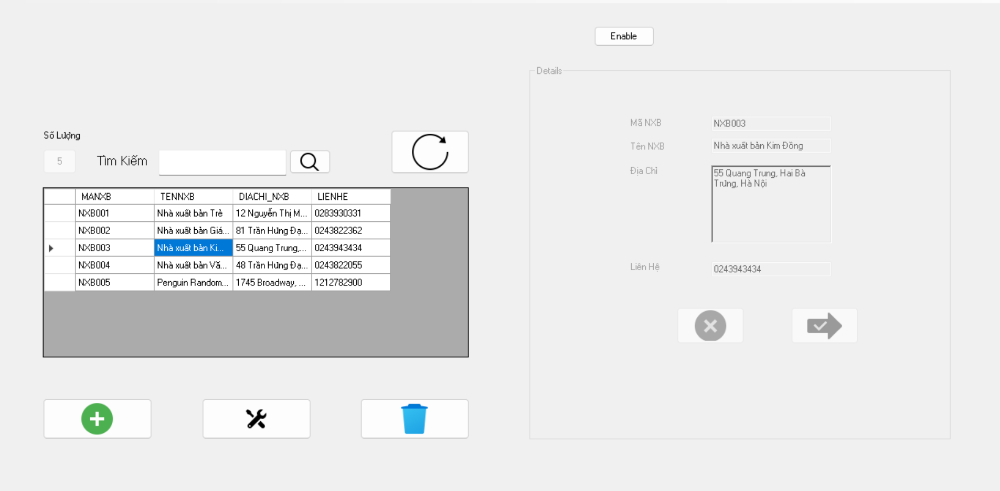 Enable
Số Lượng
5
Tìm Kiếm
MANXB TENNXB DIACHI_NXB LIENHE
NXB001 Nhà xuất bản Trẻ 12 Nguyễn Thị M... 0283930331
NXB002 Nhà xuất bản Giá... 81 Trần Hưng Đạ... 0243822362
NXB003 Nhà xuất bản Ki... 55 Quang Trung,... 0243943434
NXB004 Nhà xuất bản Vă... 48 Trần Hưng Đạ... 0243822055
NXB005 Penguin Random... 1745 Broadway, ... 1212782900
Details
Mã NXB NXB003
Tên NXB Nhà xuất bản Kim Đồng
Địa Chỉ 55 Quang Trung, Hai Bà
Trưng, Hà Nội
Liên Hệ 0243943434